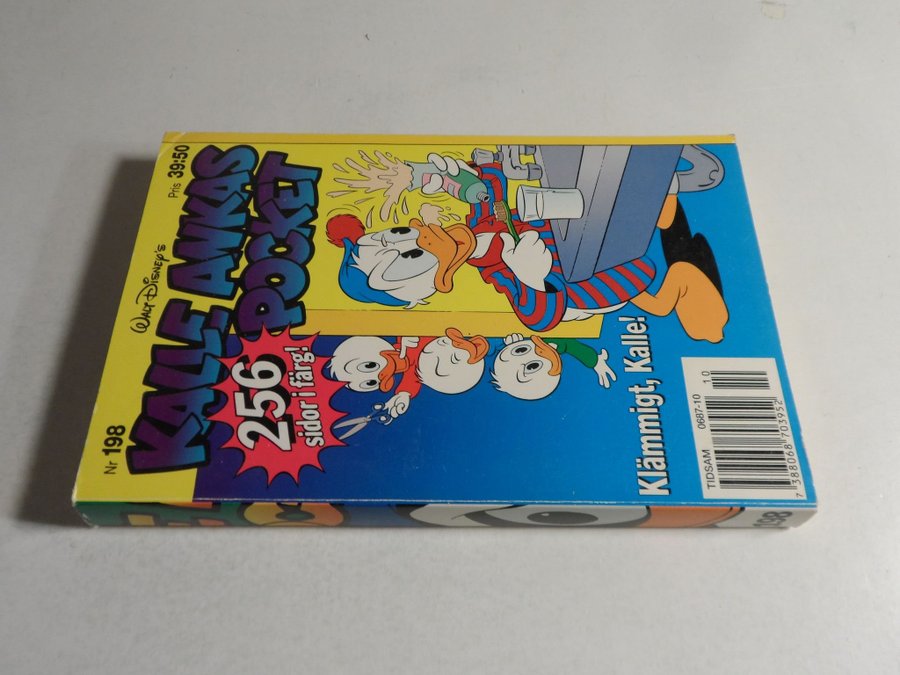 Nr 198
WALT DISNEY'S
Pris 39:50
KALLE ANKAS
POCKET
256
sidor i färg!
Klämmigt, Kalle!
TIDSAM 0687-10
10
7 388068 703952
198